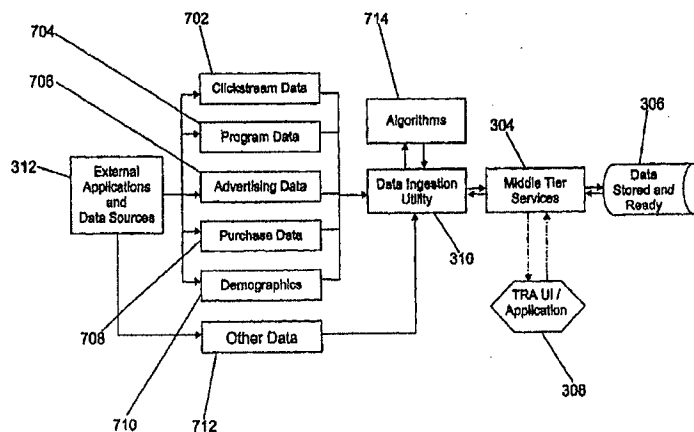 702
714
704
706
Clickstream Data
Algorithms
304
306
312
Program Data
External
Applications
and
Data Sources
Advertising Data
Data Ingestion
Utility
Middle Tier
Services
Data
Stored and
Ready
Purchase Data
310
Demographics
TRA UI /
Application
708
Other Data
308
710
712